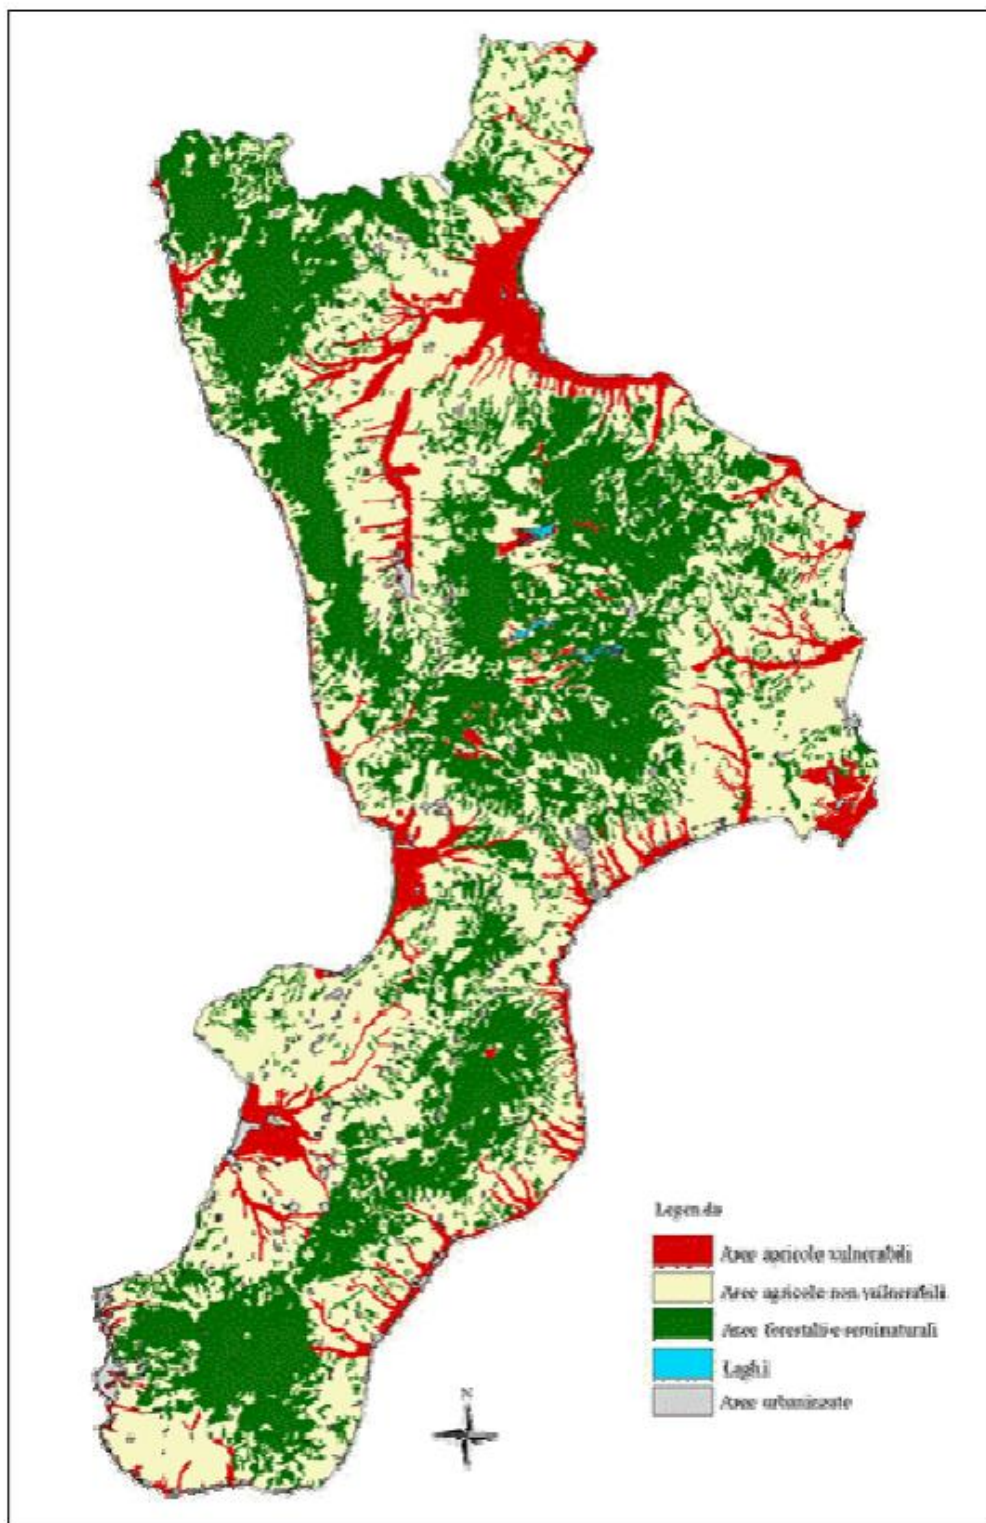 N
Legenda
Aree agricole vulnerabili
Aree agricole non vulnerabili
Aree forestali e seminaturali
Laghi
Aree urbanizzate